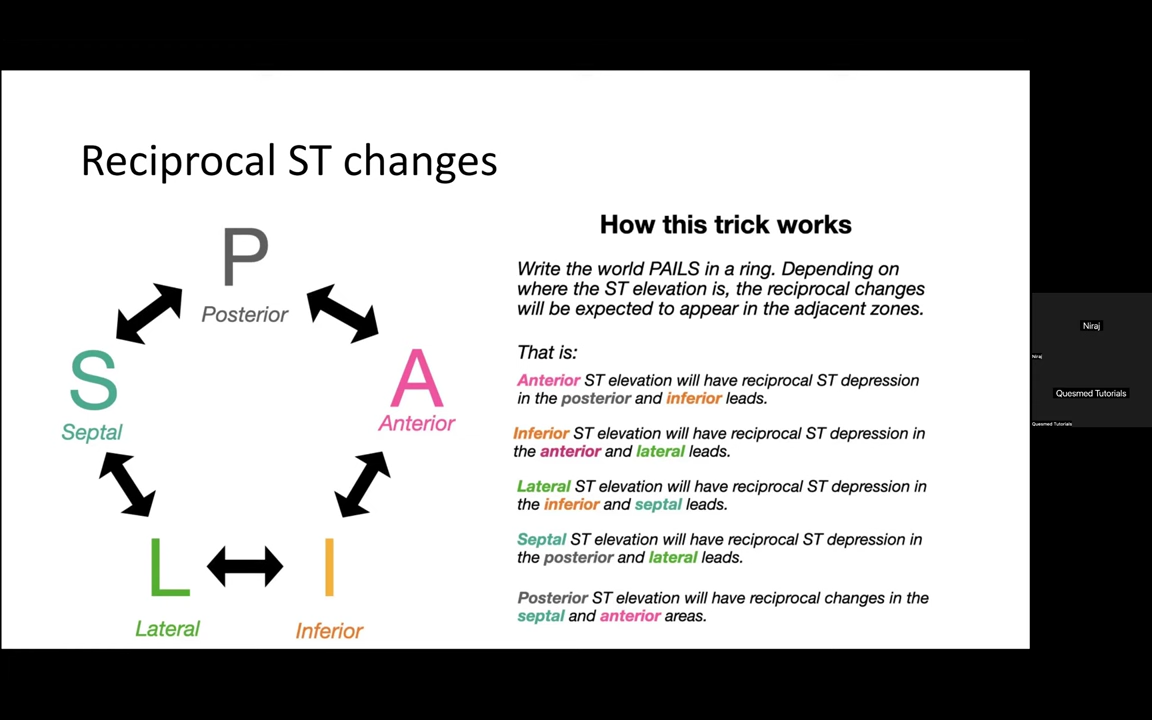 Reciprocal ST changes
P
Posterior
S
Septal
A
Anterior
L
Lateral
I
Inferior
How this trick works
Write the world PAILS in a ring. Depending on
where the ST elevation is, the reciprocal changes
will be expected to appear in the adjacent zones.
That is:
Anterior ST elevation will have reciprocal ST depression
in the posterior and inferior leads.
Inferior ST elevation will have reciprocal ST depression in
the anterior and lateral leads.
Lateral ST elevation will have reciprocal ST depression in
the inferior and septal leads.
Septal ST elevation will have reciprocal ST depression in
the posterior and lateral leads.
Posterior ST elevation will have reciprocal changes in the
septal and anterior areas.
Niraj
Niraj
Quesmed Tutorials
Quesmed Tutorials